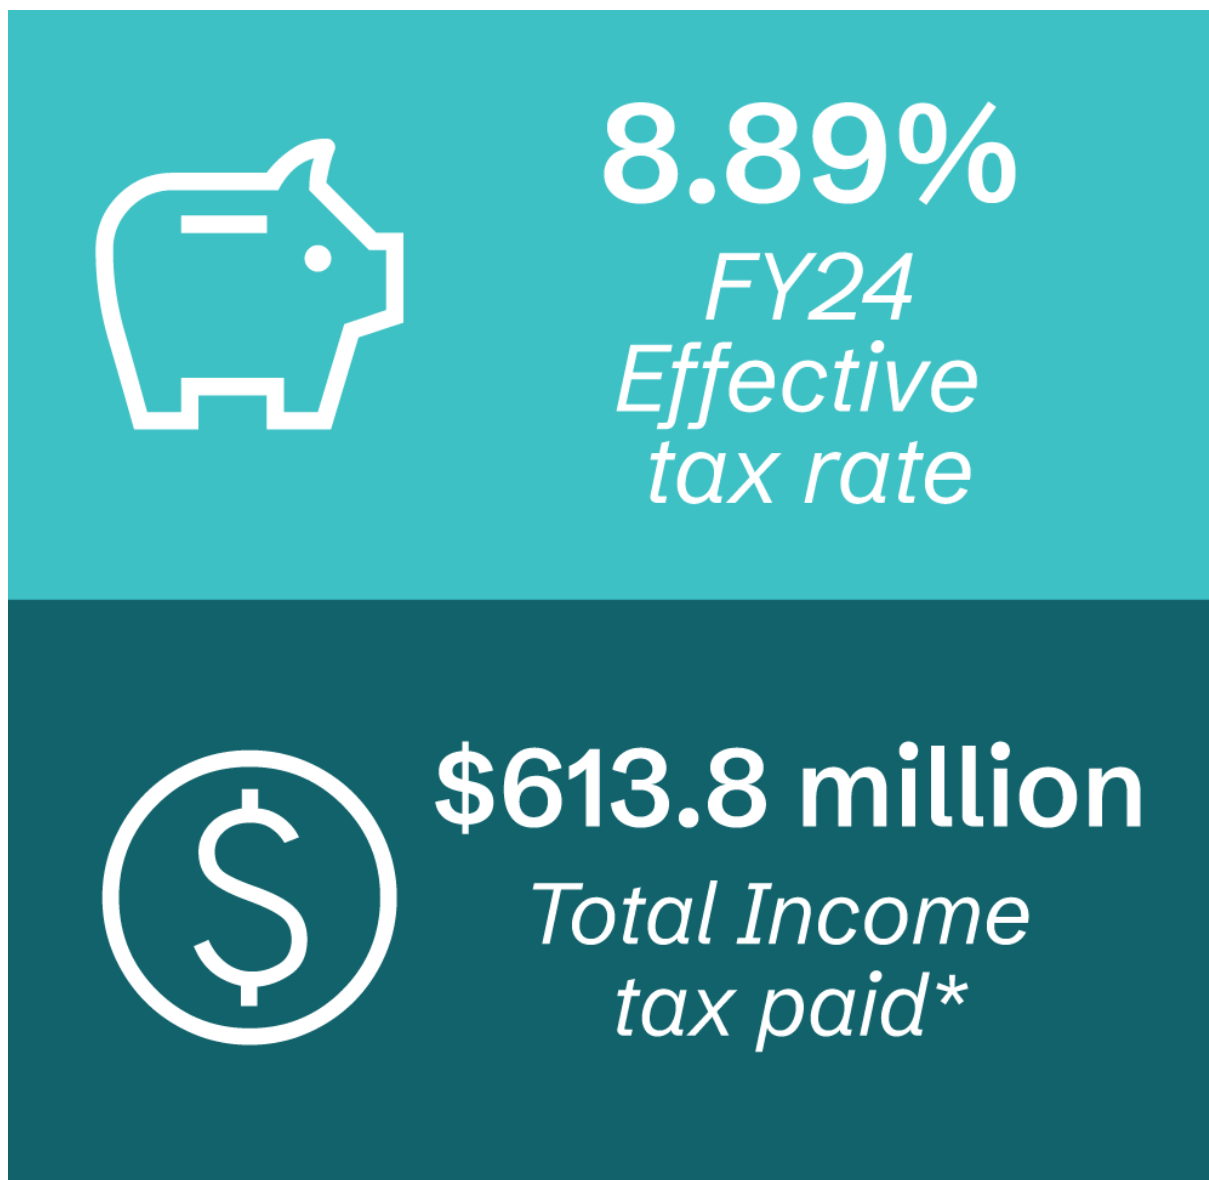 8.89%
FY24
Effective
tax rate
$613.8 million
Total Income
tax paid*